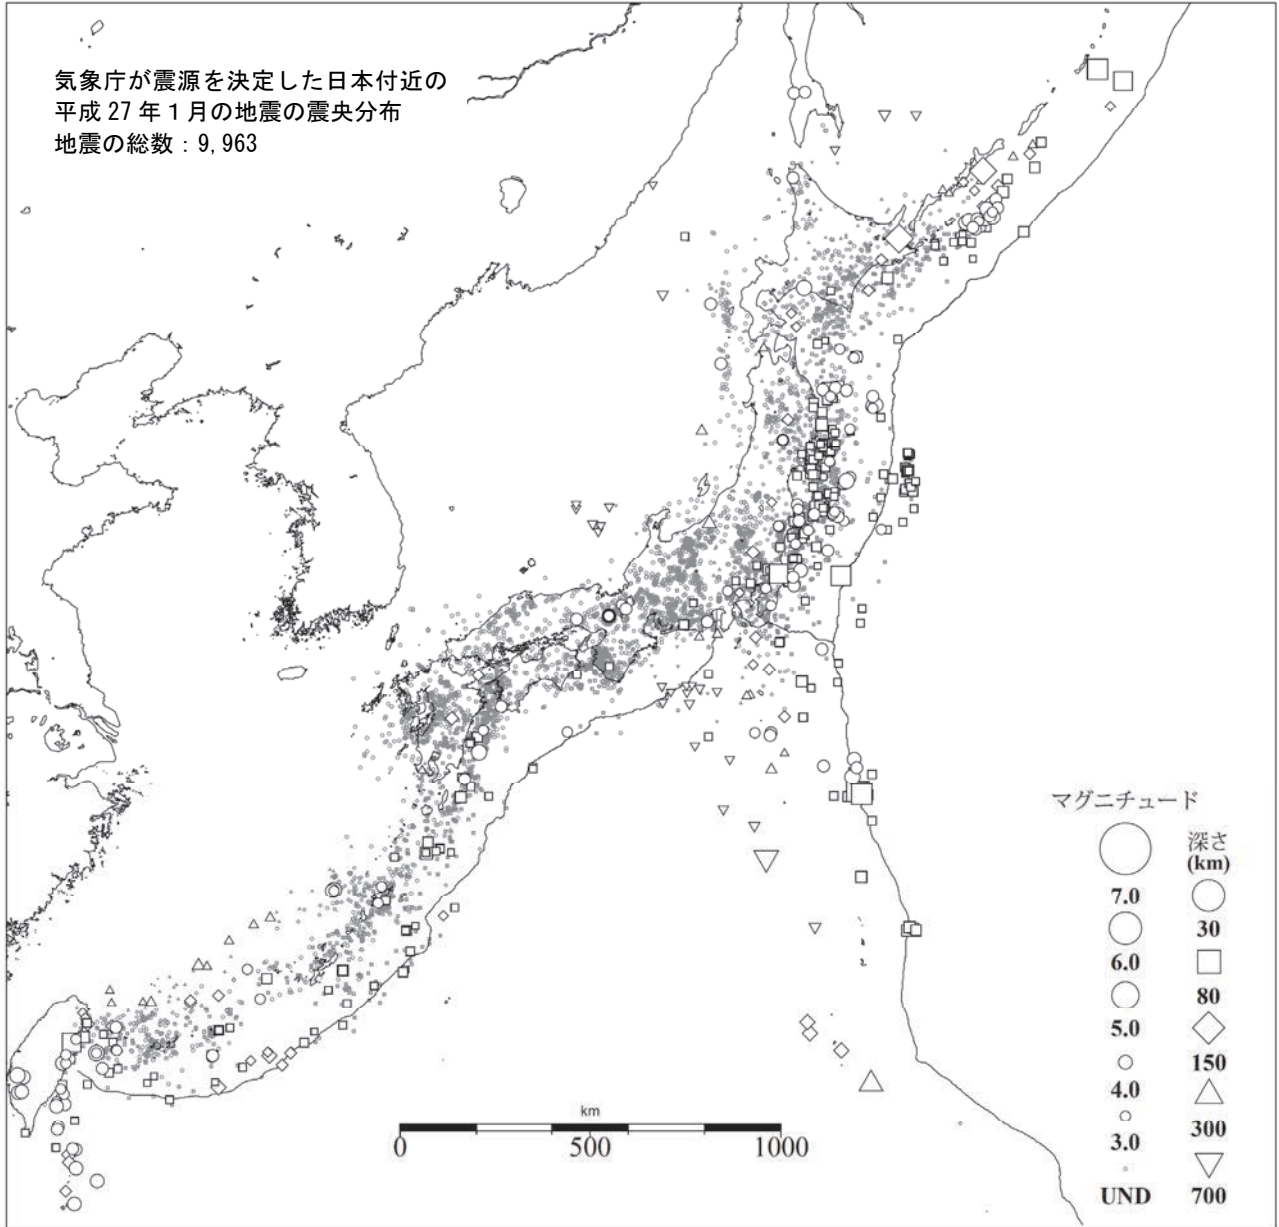 気象庁が震源を決定した日本付近の
平成 27 年 1 月の地震の震央分布
地震の総数：9,963
マグニチュード
深さ
(km)
7.0
30
6.0
80
5.0
150
4.0
300
3.0
UND 700
km
0 500 1000